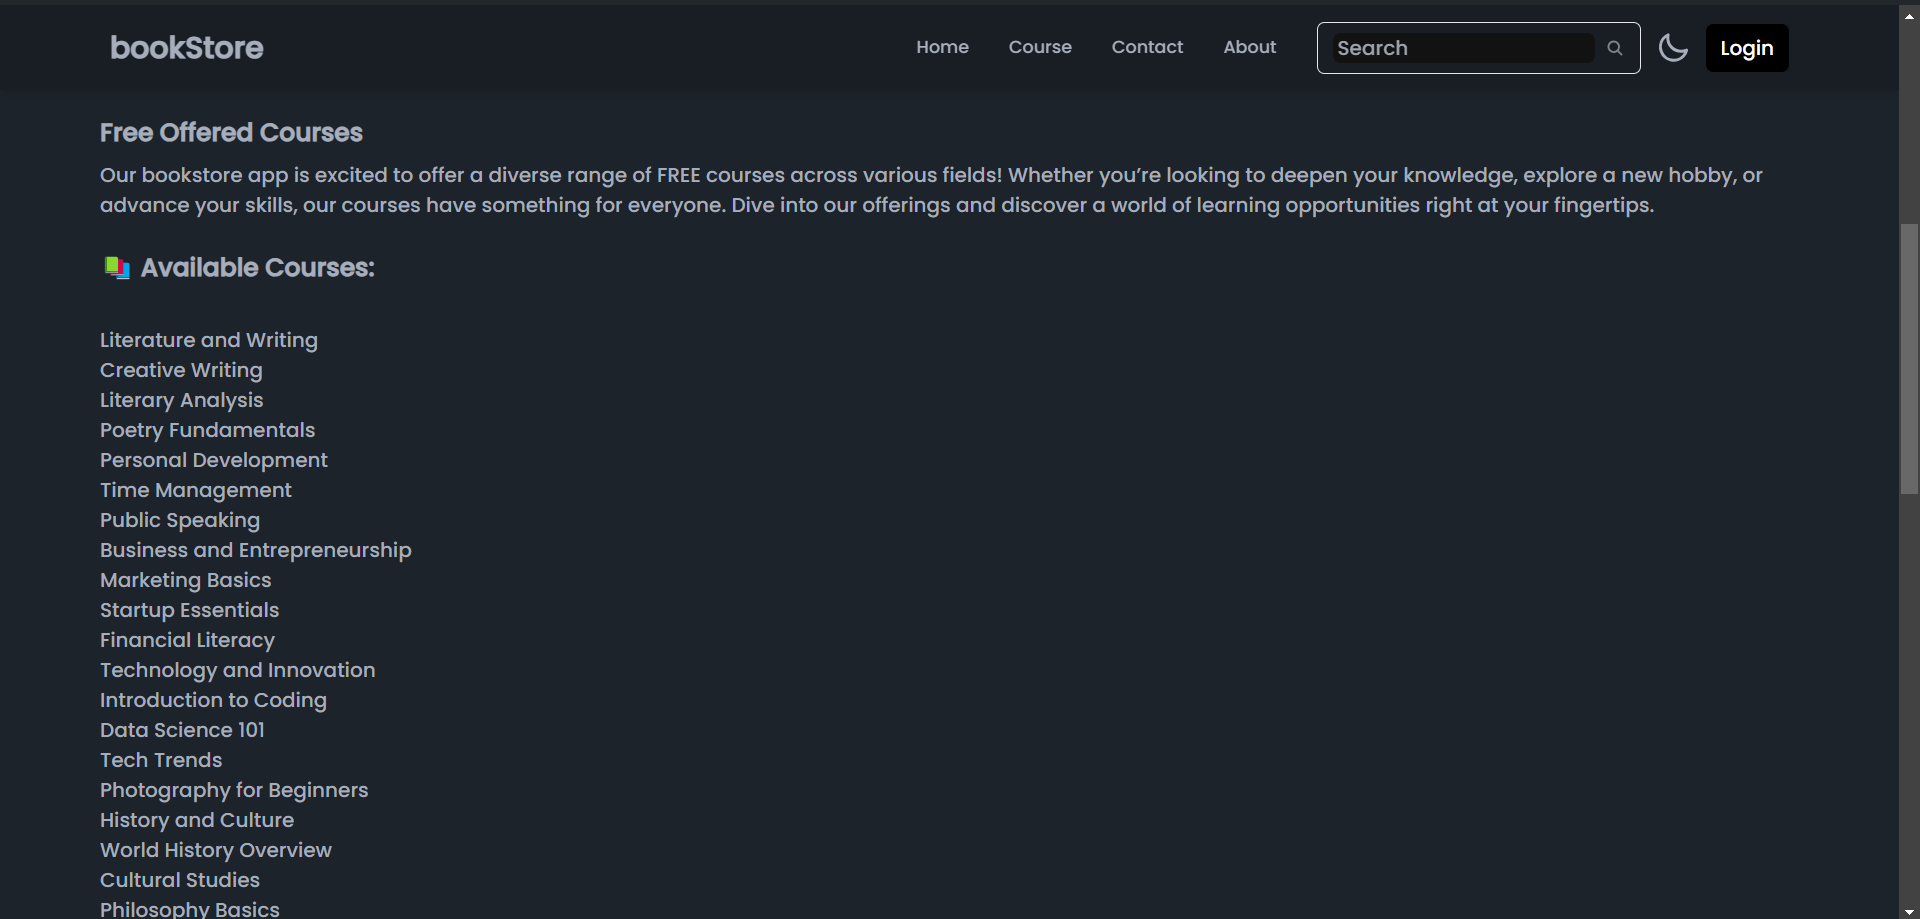 bookStore
Home
Course
Contact
About
Search
Login
Free Offered Courses
Our bookstore app is excited to offer a diverse range of FREE courses across various fields! Whether you’re looking to deepen your knowledge, explore a new hobby, or
advance your skills, our courses have something for everyone. Dive into our offerings and discover a world of learning opportunities right at your fingertips.
Available Courses:
Literature and Writing
Creative Writing
Literary Analysis
Poetry Fundamentals
Personal Development
Time Management
Public Speaking
Business and Entrepreneurship
Marketing Basics
Startup Essentials
Financial Literacy
Technology and Innovation
Introduction to Coding
Data Science 101
Tech Trends
Photography for Beginners
History and Culture
World History Overview
Cultural Studies
Philosophy Basics